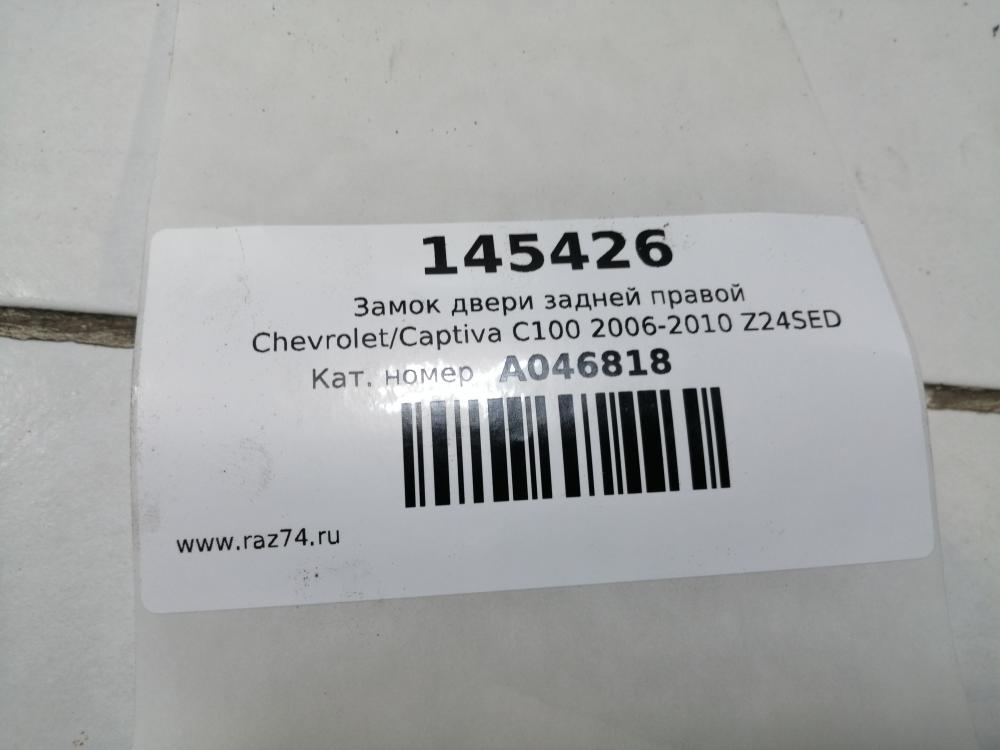 145426
Замок двери задней правой
Chevrolet/Captiva C100 2006-2010 Z24SED
Кат. номер A046818
www.raz74.ru